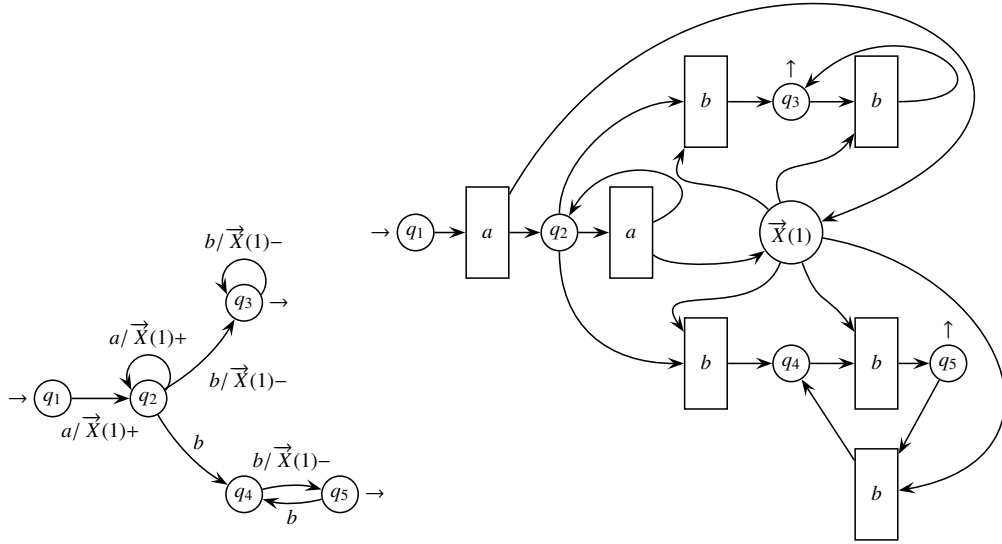 b/X⃗(1)−
q3 →
a/X⃗(1)+
b/X⃗(1)−
→ q1
q2
a/X⃗(1)+
b
b/X⃗(1)−
q4
q5 →
b
↑
b
q3
b
→ q1
a
q2
a
X⃗(1)
↑
b
q4
b
q5
b